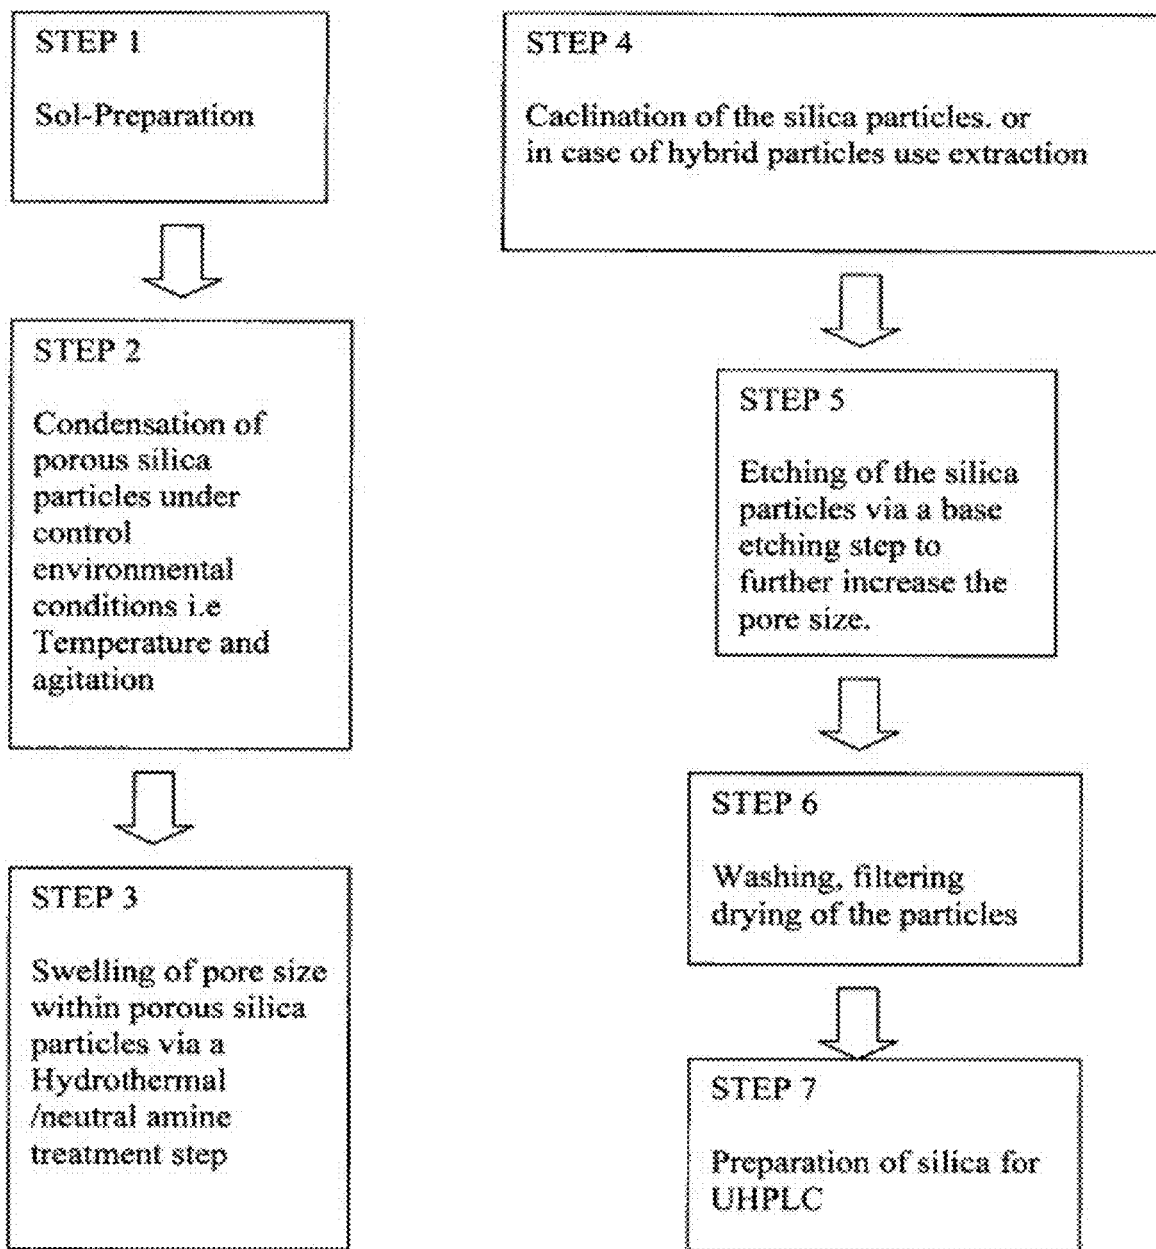 STEP 1
Sol-Preparation
STEP 2
Condensation of
porous silica
particles under
control
environmental
conditions i.e
Temperature and
agitation
STEP 3
Swelling of pore size
within porous silica
particles via a
Hydrothermal
/neutral amine
treatment step
STEP 4
Caclination of the silica particles. or
in case of hybrid particles use extraction
STEP 5
Etching of the silica
particles via a base
etching step to
further increase the
pore size.
STEP 6
Washing, filtering
drying of the particles
STEP 7
Preparation of silica for
UHPLC